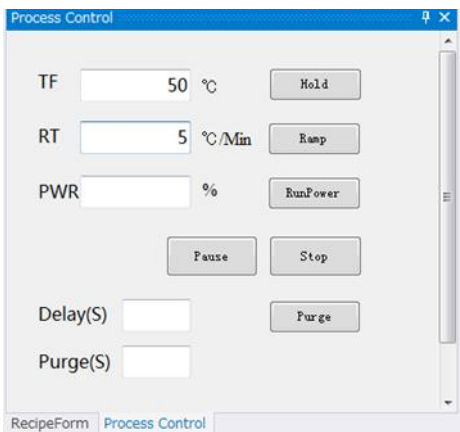 Process Control
TF 50 ℃ Hold
RT 5 ℃/Min Ramp
PWR % RunPower
Pause Stop
Delay(S) Purge
Purge(S)
RecipeForm Process Control